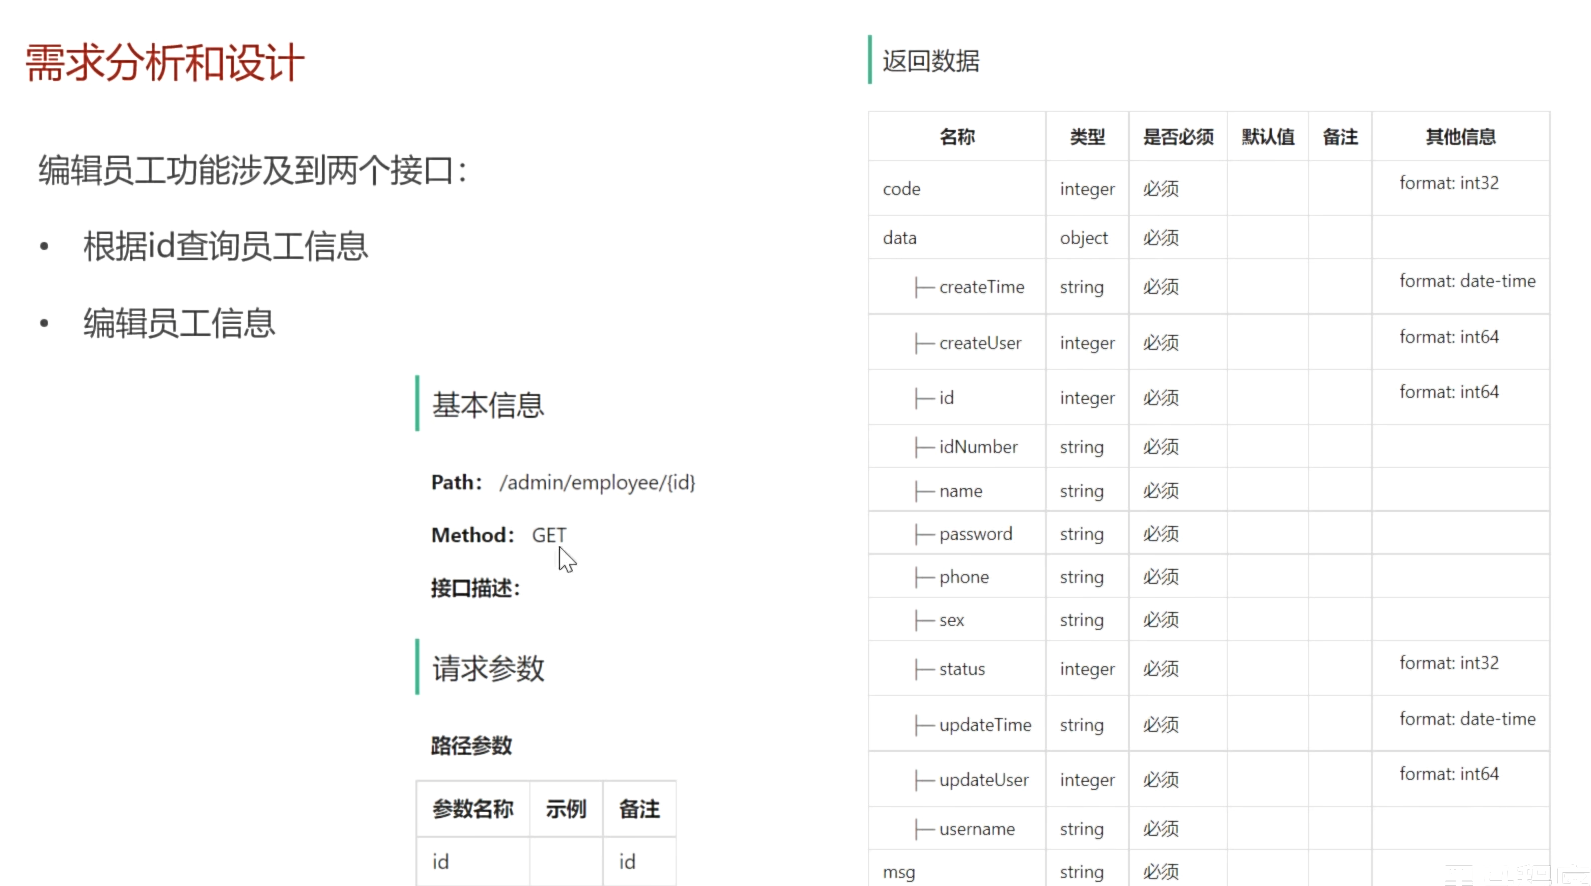 需求分析和设计
编辑员工功能涉及到两个接口：
• 根据id查询员工信息
• 编辑员工信息
基本信息
Path： /admin/employee/{id}
Method： GET
接口描述：
请求参数
路径参数
参数名称 示例 备注
id id
返回数据
名称 类型 是否必须 默认值 备注 其他信息
code integer 必须 format: int32
data object 必须
├─ createTime string 必须 format: date-time
├─ createUser integer 必须 format: int64
├─ id integer 必须 format: int64
├─ idNumber string 必须
├─ name string 必须
├─ password string 必须
├─ phone string 必须
├─ sex string 必须
├─ status integer 必须 format: int32
├─ updateTime string 必须 format: date-time
├─ updateUser integer 必须 format: int64
├─ username string 必须
msg string 必须